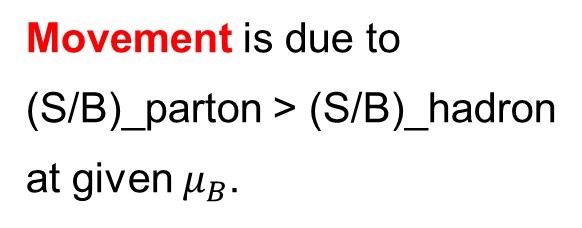 Movement is due to
(S/B)_parton > (S/B)_hadron
at given μ_B.